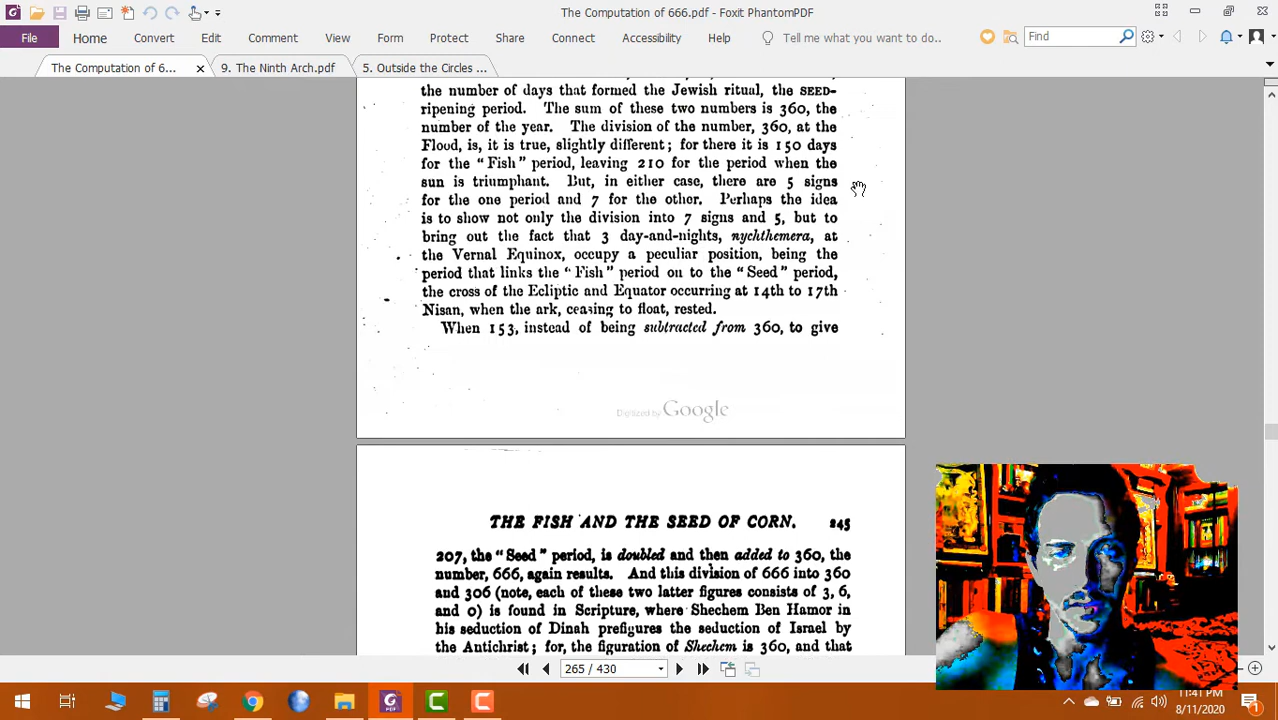 The Computation of 666.pdf - Foxit PhantomPDF
File Home Convert Edit Comment View Form Protect Share Connect Accessibility Help Tell me what you want to do.. Find
The Computation of 6... 9. The Ninth Arch.pdf 5. Outside the Circles ...
the number of days that formed the Jewish ritual, the SEED-
ripening period. The sum of these two numbers is 360, the
number of the year. The division of the number, 360, at the
Flood, is, it is true, slightly different; for there it is 150 days
for the "Fish" period, leaving 210 for the period when the
sun is triumphant. But, in either case, there are 5 signs
for the one period and 7 for the other. Perhaps the idea
is to show not only the division into 7 signs and 5, but to
bring out the fact that 3 day-and-nights, nychthemera, at
the Vernal Equinox, occupy a peculiar position, being the
period that links the "Fish" period on to the "Seed" period,
the cross of the Ecliptic and Equator occurring at 14th to 17th
Nisan, when the ark, ceasing to float, rested.
When 153, instead of being subtracted from 360, to give
Digitized by Google
THE FISH AND THE SEED OF CORN. 245
207, the "Seed" period, is doubled and then added to 360, the
number, 666, again results. And this division of 666 into 360
and 306 (note, each of these two latter figures consists of 3, 6,
and 0) is found in Scripture, where Shechem Ben Hamor in
his seduction of Dinah prefigures the seduction of Israel by
the Antichrist; for, the figuration of Shechem is 360, and that
265 / 430
11:41 PM
8/11/2020
1